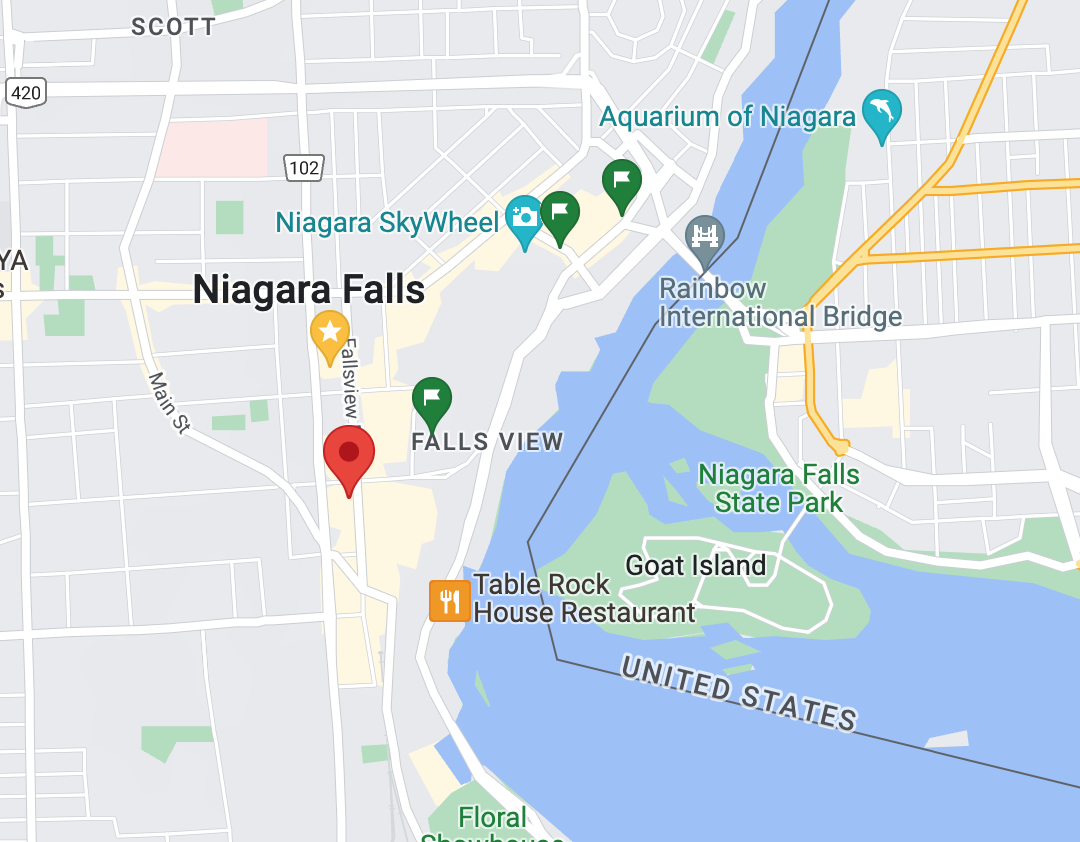 SCOTT
420
Aquarium of Niagara
102
Niagara SkyWheel
YA
s
Niagara Falls
Rainbow
International Bridge
Fallsview
Main St
FALLS VIEW
Niagara Falls
State Park
Goat Island
Table Rock
House Restaurant
UNITED STATES
Floral
Showhouse